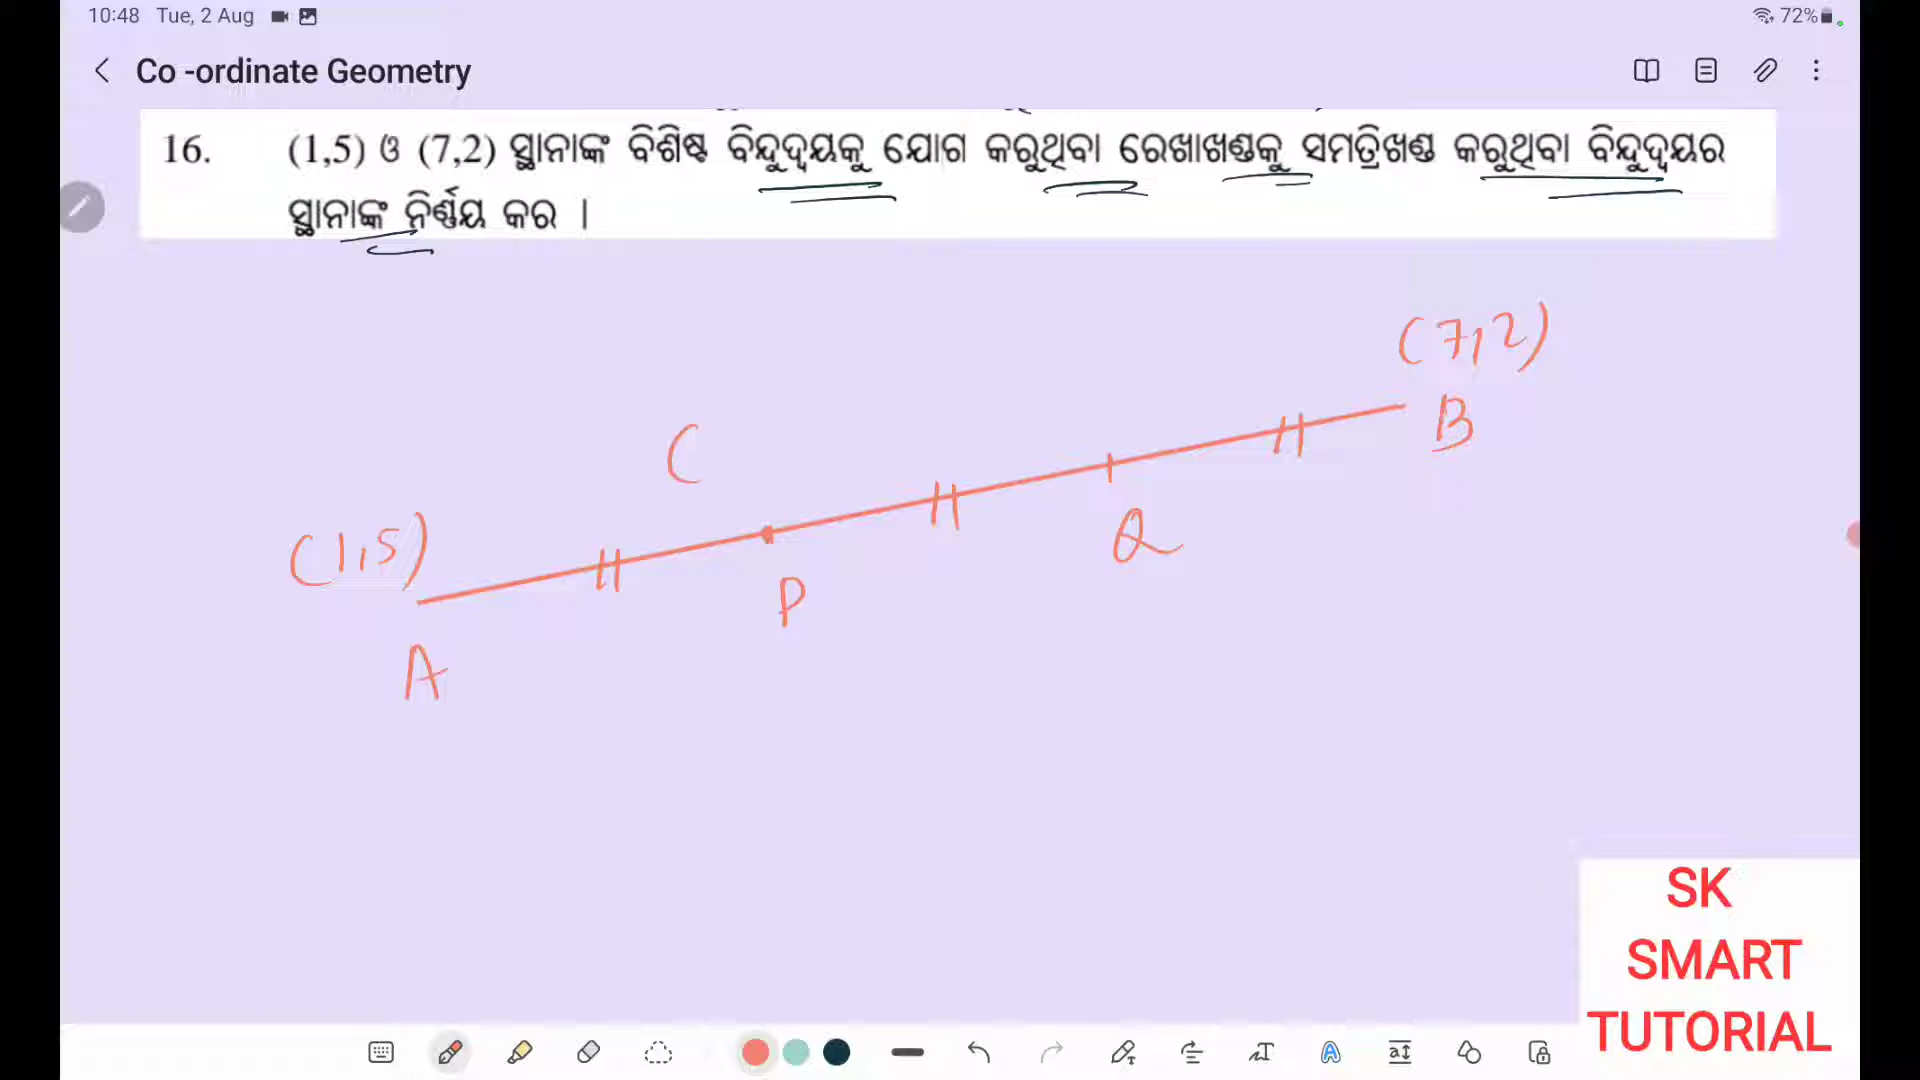 10:48 Tue, 2 Aug 72%
Co -ordinate Geometry
16. (1,5) ଓ (7,2) ସ୍ଥାନାଙ୍କ ବିଶିଷ୍ଟ ବିନ୍ଦୁଦ୍ୱୟକୁ ଯୋଗ କରୁଥିବା ରେଖାଖଣ୍ଡକୁ ସମତ୍ରିଖଣ୍ଡ କରୁଥିବା ବିନ୍ଦୁଦ୍ୱୟର
ସ୍ଥାନାଙ୍କ ନିର୍ଣ୍ଣୟ କର ।
(7,2)
B
C
(1,5)
Q
P
A
SK
SMART
TUTORIAL